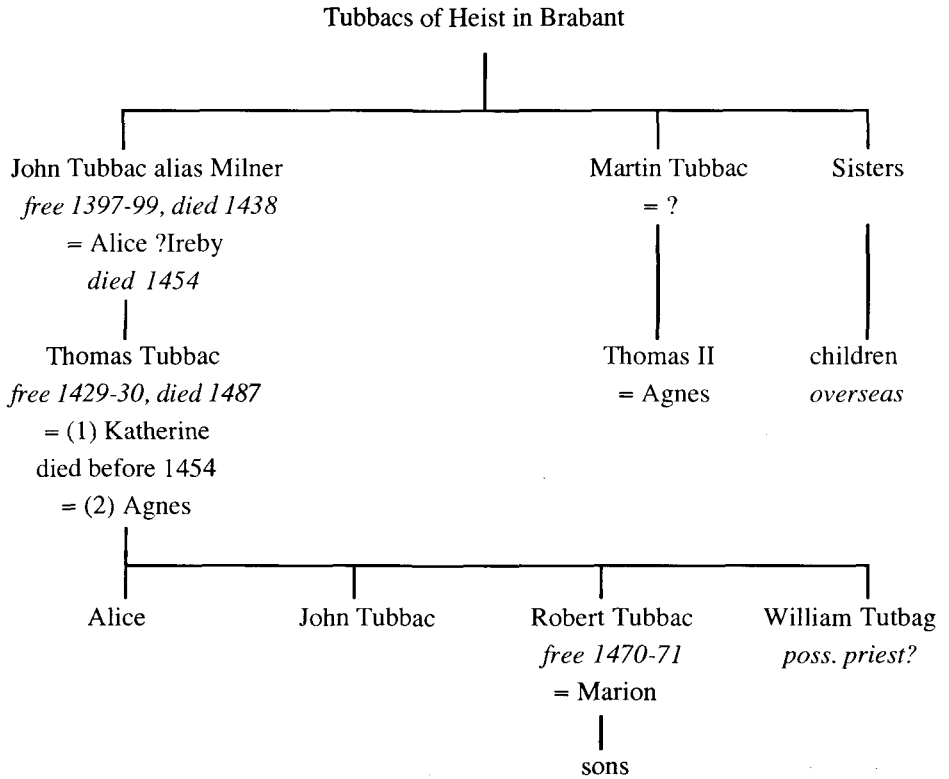 Tubbacs of Heist in Brabant
John Tubbac alias Milner
free 1397-99, died 1438
= Alice ?Ireby
died 1454
Martin Tubbac
= ?
Sisters
Thomas Tubbac
free 1429-30, died 1487
= (1) Katherine
died before 1454
= (2) Agnes
Thomas II
= Agnes
children
overseas
Alice
John Tubbac
Robert Tubbac
free 1470-71
= Marion
sons
William Tutbag
poss. priest?